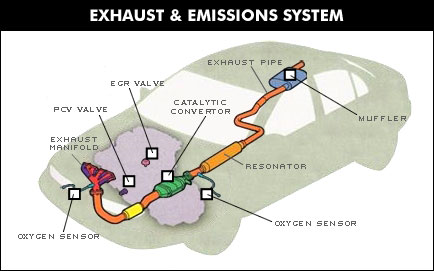 EXHAUST & EMISSIONS SYSTEM
EXHAUST PIPE
EGR VALVE
PCV VALVE
CATALYTIC
CONVERTOR
MUFFLER
EXHAUST
MANIFOLD
RESONATOR
OXYGEN SENSOR
OXYGEN SENSOR